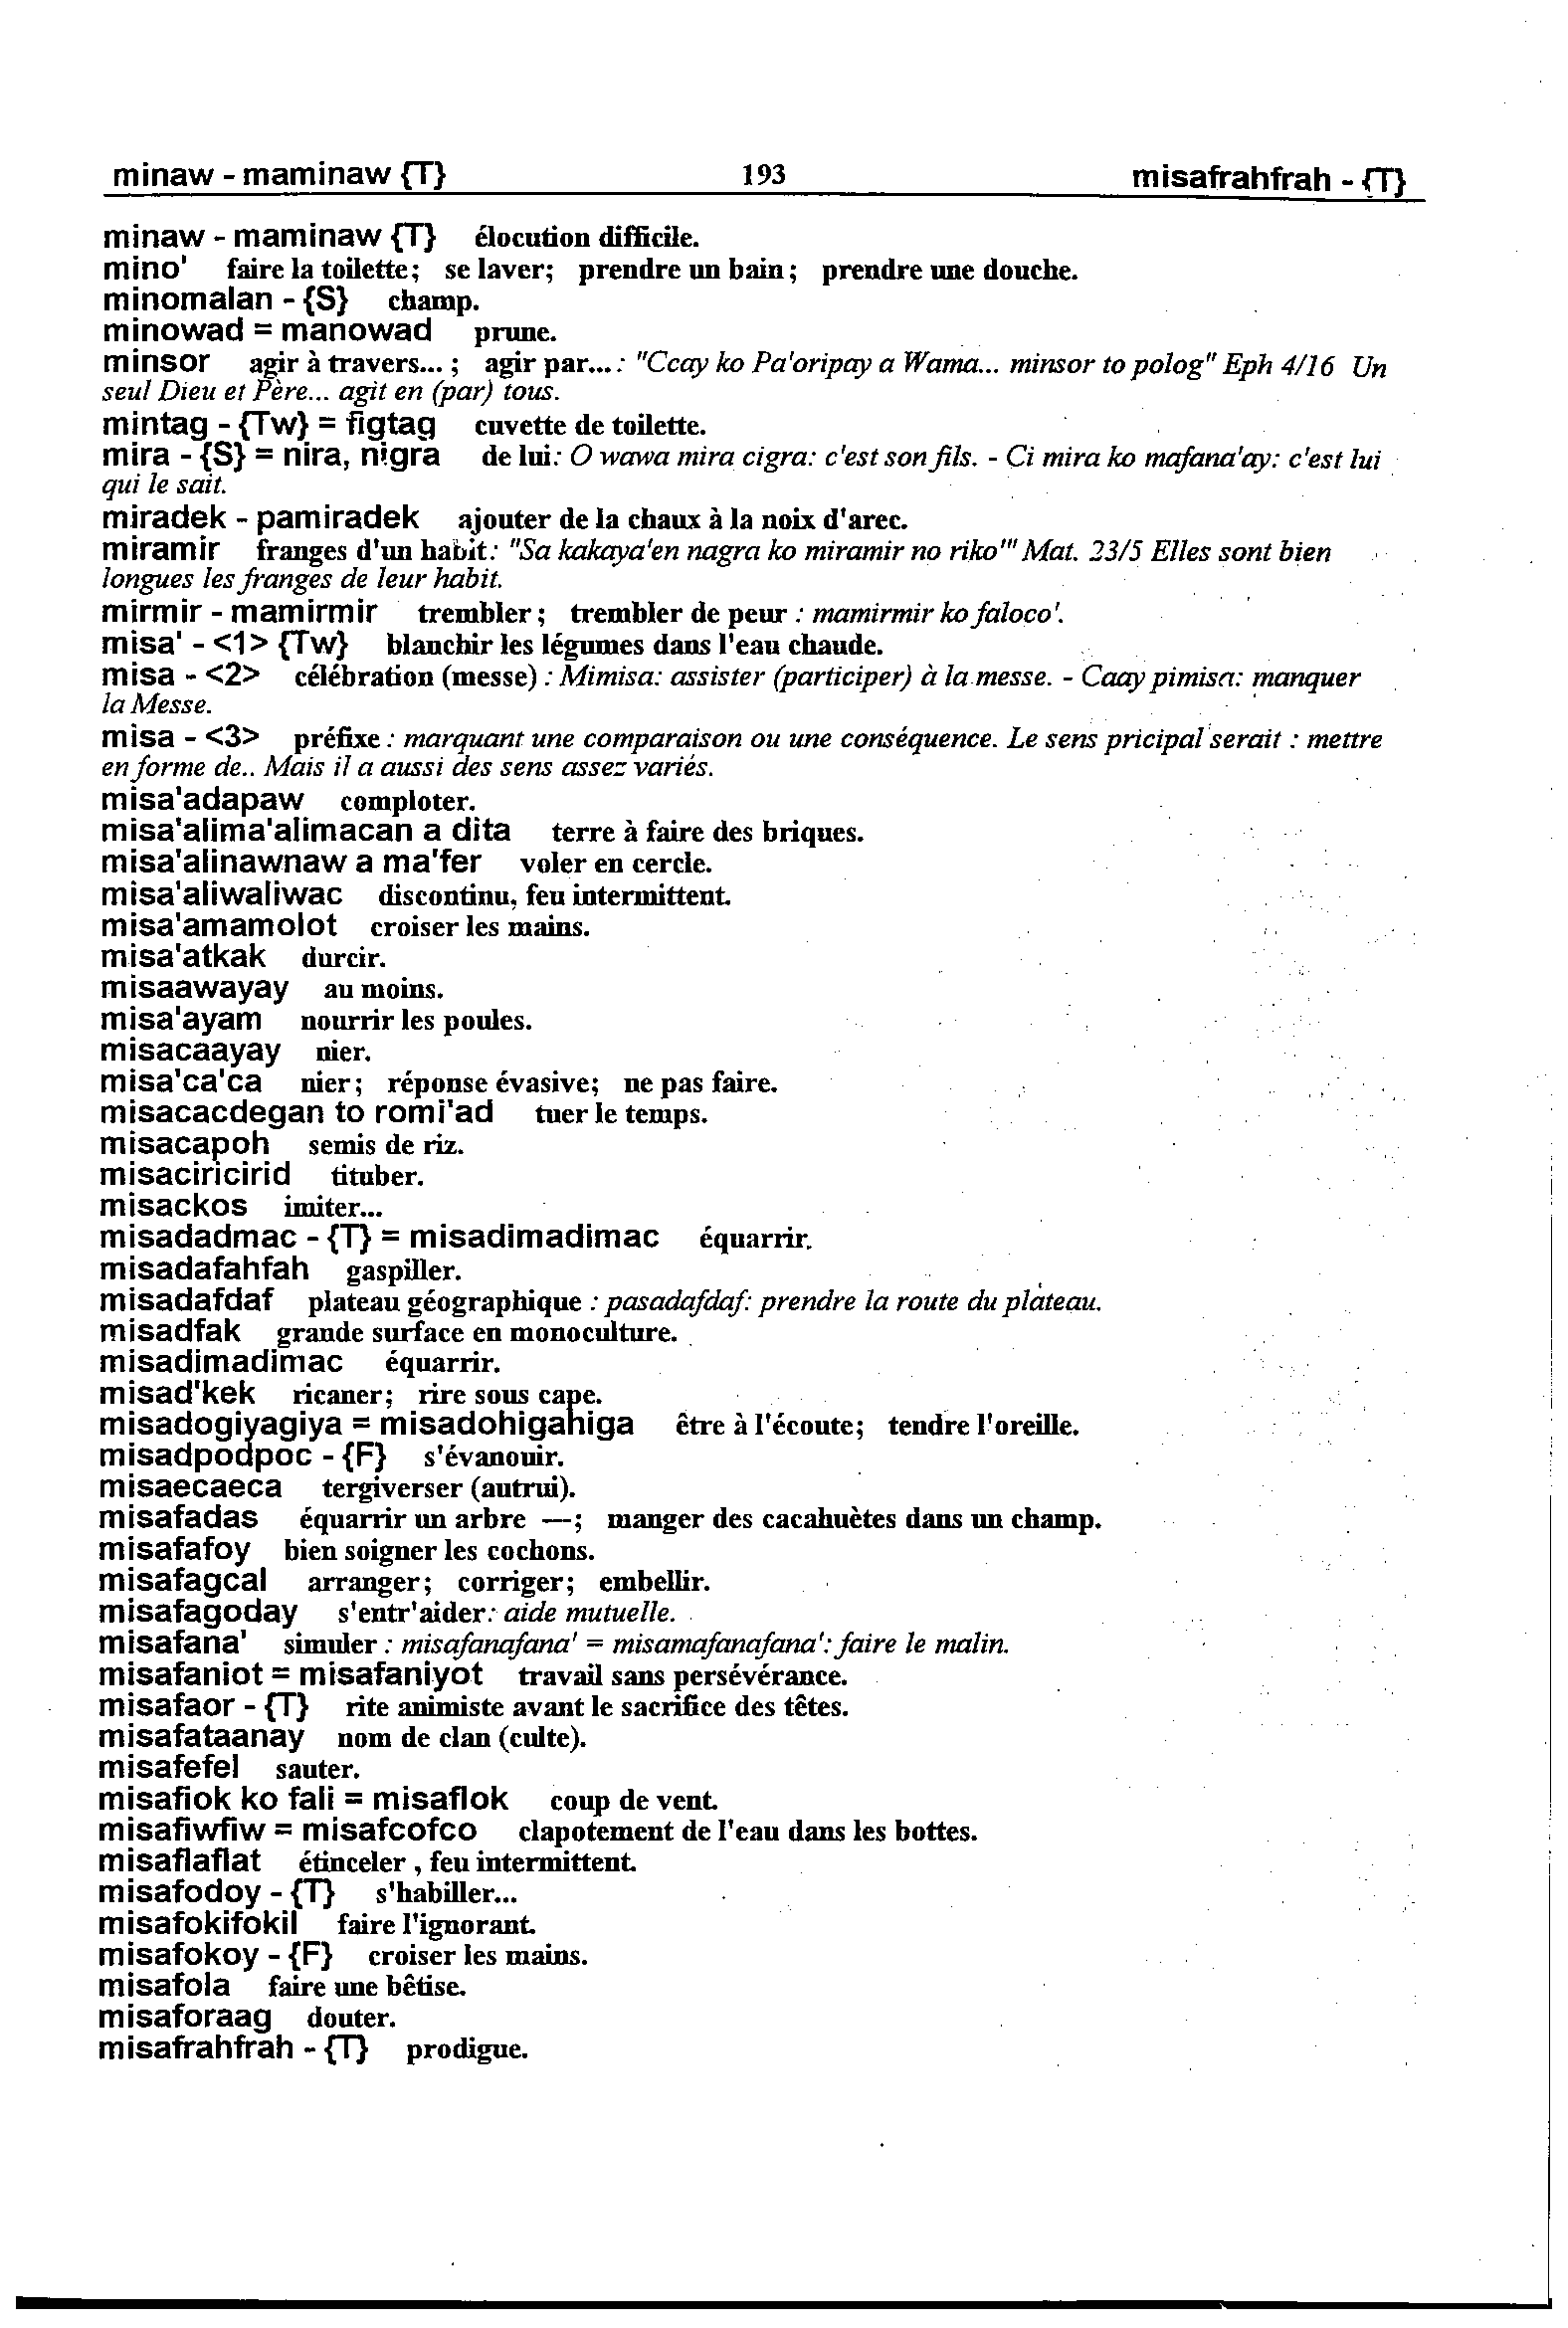 minaw - maminaw {T} 193 misafrahfrah - {T}
minaw - maminaw {T} élocution difficile.
mino' faire la toilette; se laver; prendre un bain; prendre une douche.
minomalan - {S} champ.
minowad = manowad prune.
minsor agir à travers... ; agir par...: "Ccay ko Pa'oripay a Wama... minsor to polog" Eph 4/16 Un
seul Dieu et Père... agit en (par) tous.
mintag - {Tw} = figtag cuvette de toilette.
mira - {S} = nira, nigra de lui: O wawa mira cigra: c'est son fils. - Ci mira ko mafana'ay: c'est lui
qui le sait.
miradek - pamiradek ajouter de la chaux à la noix d'arec.
miramir franges d'un habit: "Sa kakaya'en nagra ko miramir no riko'" Mat. 23/5 Elles sont bien
longues les franges de leur habit.
mirmir - mamirmir trembler; trembler de peur : mamirmir ko faloco'.
misa' - <1> {Tw} blanchir les légumes dans l'eau chaude.
misa - <2> célébration (messe) : Mimisa: assister (participer) à la messe. - Caay pimisa: manquer
la Messe.
misa - <3> préfixe : marquant une comparaison ou une conséquence. Le sens pricipal serait : mettre
en forme de.. Mais il a aussi des sens assez variés.
misa'adapaw comploter.
misa'alima'alimacan a dita terre à faire des briques.
misa'alinawnaw a ma'fer voler en cercle.
misa'aliwaliwac discontinu, feu intermittent.
misa'amamolot croiser les mains.
misa'atkak durcir.
misaawayay au moins.
misa'ayam nourrir les poules.
misacaayay nier.
misa'ca'ca nier; réponse évasive; ne pas faire.
misacacdegan to romi'ad tuer le temps.
misacapoh semis de riz.
misaciricirid tituber.
misackos imiter...
misadadmac - {T} = misadimadimac équarrir.
misadafahfah gaspiller.
misadafdaf plateau géographique : pasadafdaf: prendre la route du plateau.
misadfak grande surface en monoculture.
misadimadimac équarrir.
misad'kek ricaner; rire sous cape.
misadogiyagiya = misadohigahiga être à l'écoute; tendre l'oreille.
misadpodpoc - {F} s'évanouir.
misaecaeca tergiverser (autrui).
misafadas équarrir un arbre —; manger des cacahuètes dans un champ.
misafafoy bien soigner les cochons.
misafagcal arranger; corriger; embellir.
misafagoday s'entr'aider: aide mutuelle.
misafana' simuler : misafanafana' = misamafanafana': faire le malin.
misafaniot = misafaniyot travail sans persévérance.
misafaor - {T} rite animiste avant le sacrifice des têtes.
misafataanay nom de clan (culte).
misafefel sauter.
misafiok ko fali = misaflok coup de vent.
misafiwfiw = misafcofco clapotement de l'eau dans les bottes.
misaflaflat étinceler , feu intermittent.
misafodoy - {T} s'habiller...
misafokifokil faire l'ignorant.
misafokoy - {F} croiser les mains.
misafola faire une bêtise.
misaforaag douter.
misafrahfrah - {T} prodigue.